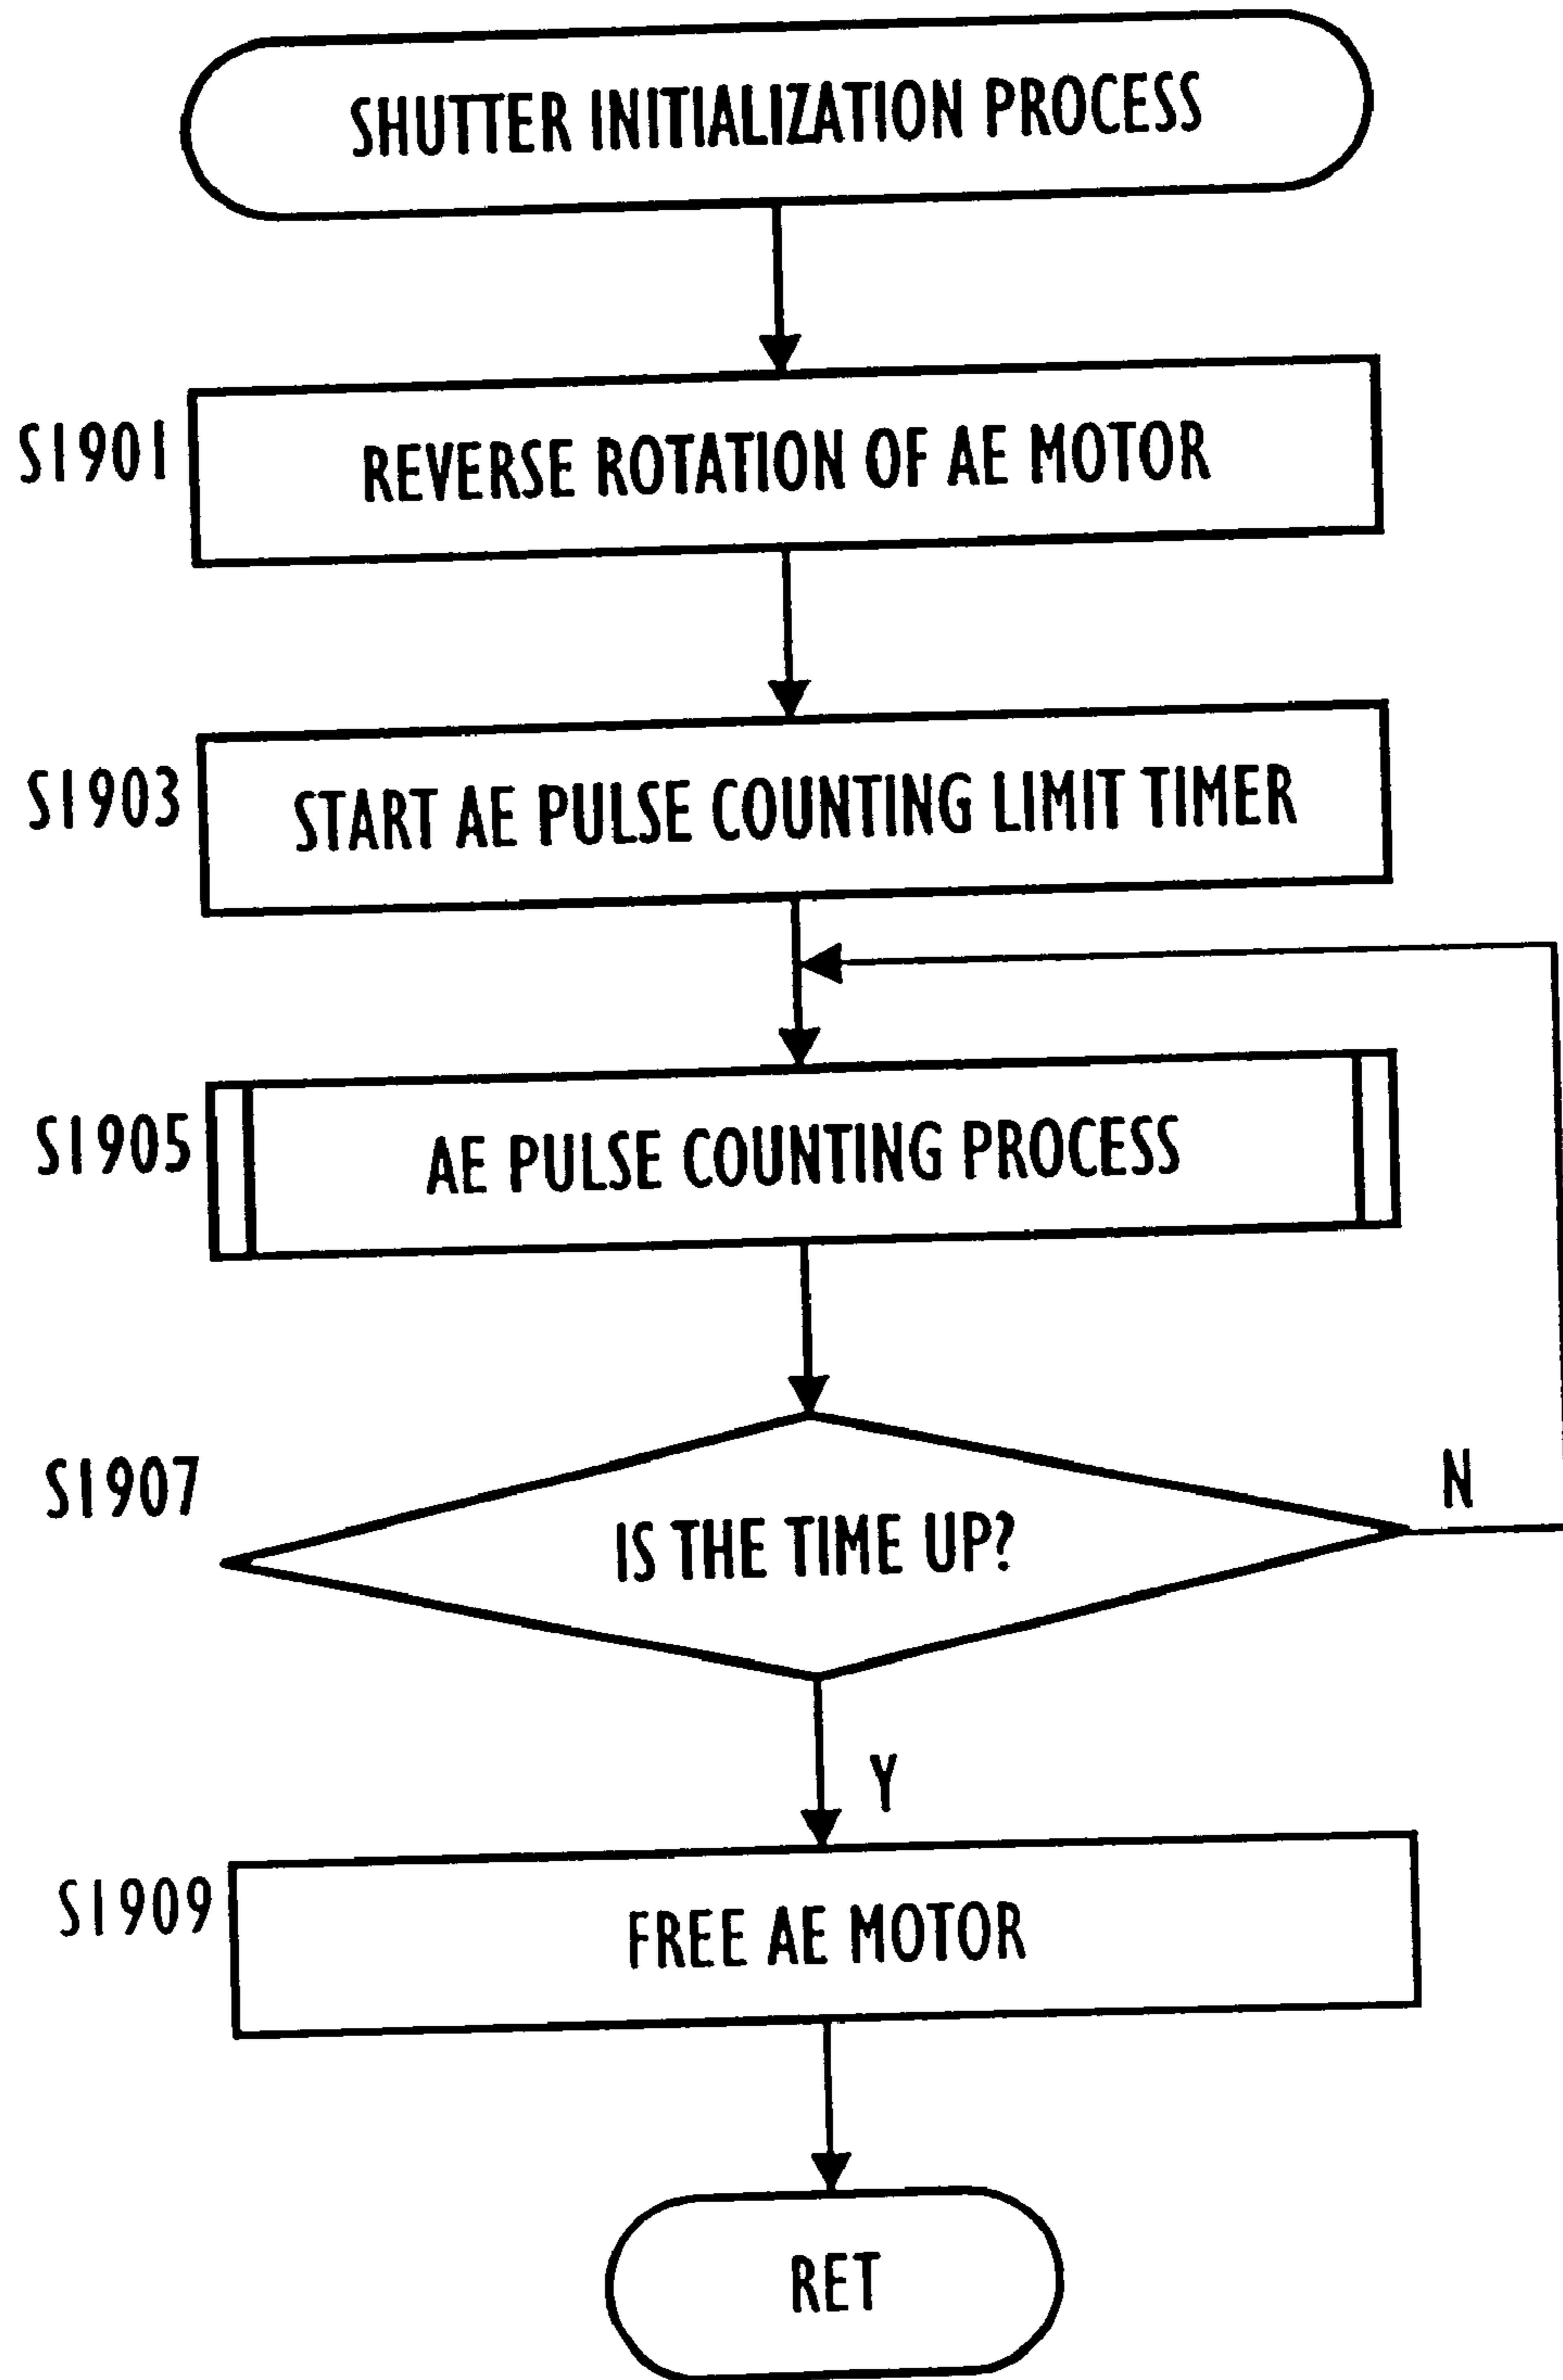 SHUTTER INITIALIZATION PROCESS
S1901
REVERSE ROTATION OF AE MOTOR
S1903
START AE PULSE COUNTING LIMIT TIMER
S1905
AE PULSE COUNTING PROCESS
S1907
IS THE TIME UP?
N
Y
S1909
FREE AE MOTOR
RET